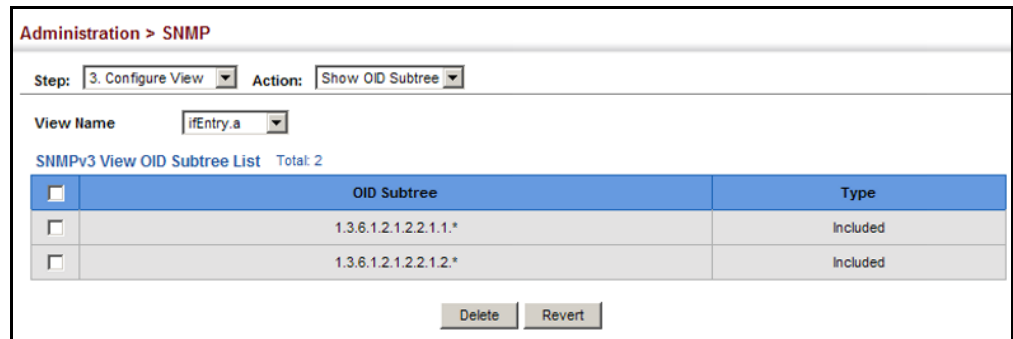 Administration > SNMP
Step: 3. Configure View Action: Show OID Subtree
View Name ifEntry.a
SNMPv3 View OID Subtree List Total: 2
OID Subtree Type
1.3.6.1.2.1.2.2.1.1.* Included
1.3.6.1.2.1.2.2.1.2.* Included
Delete Revert